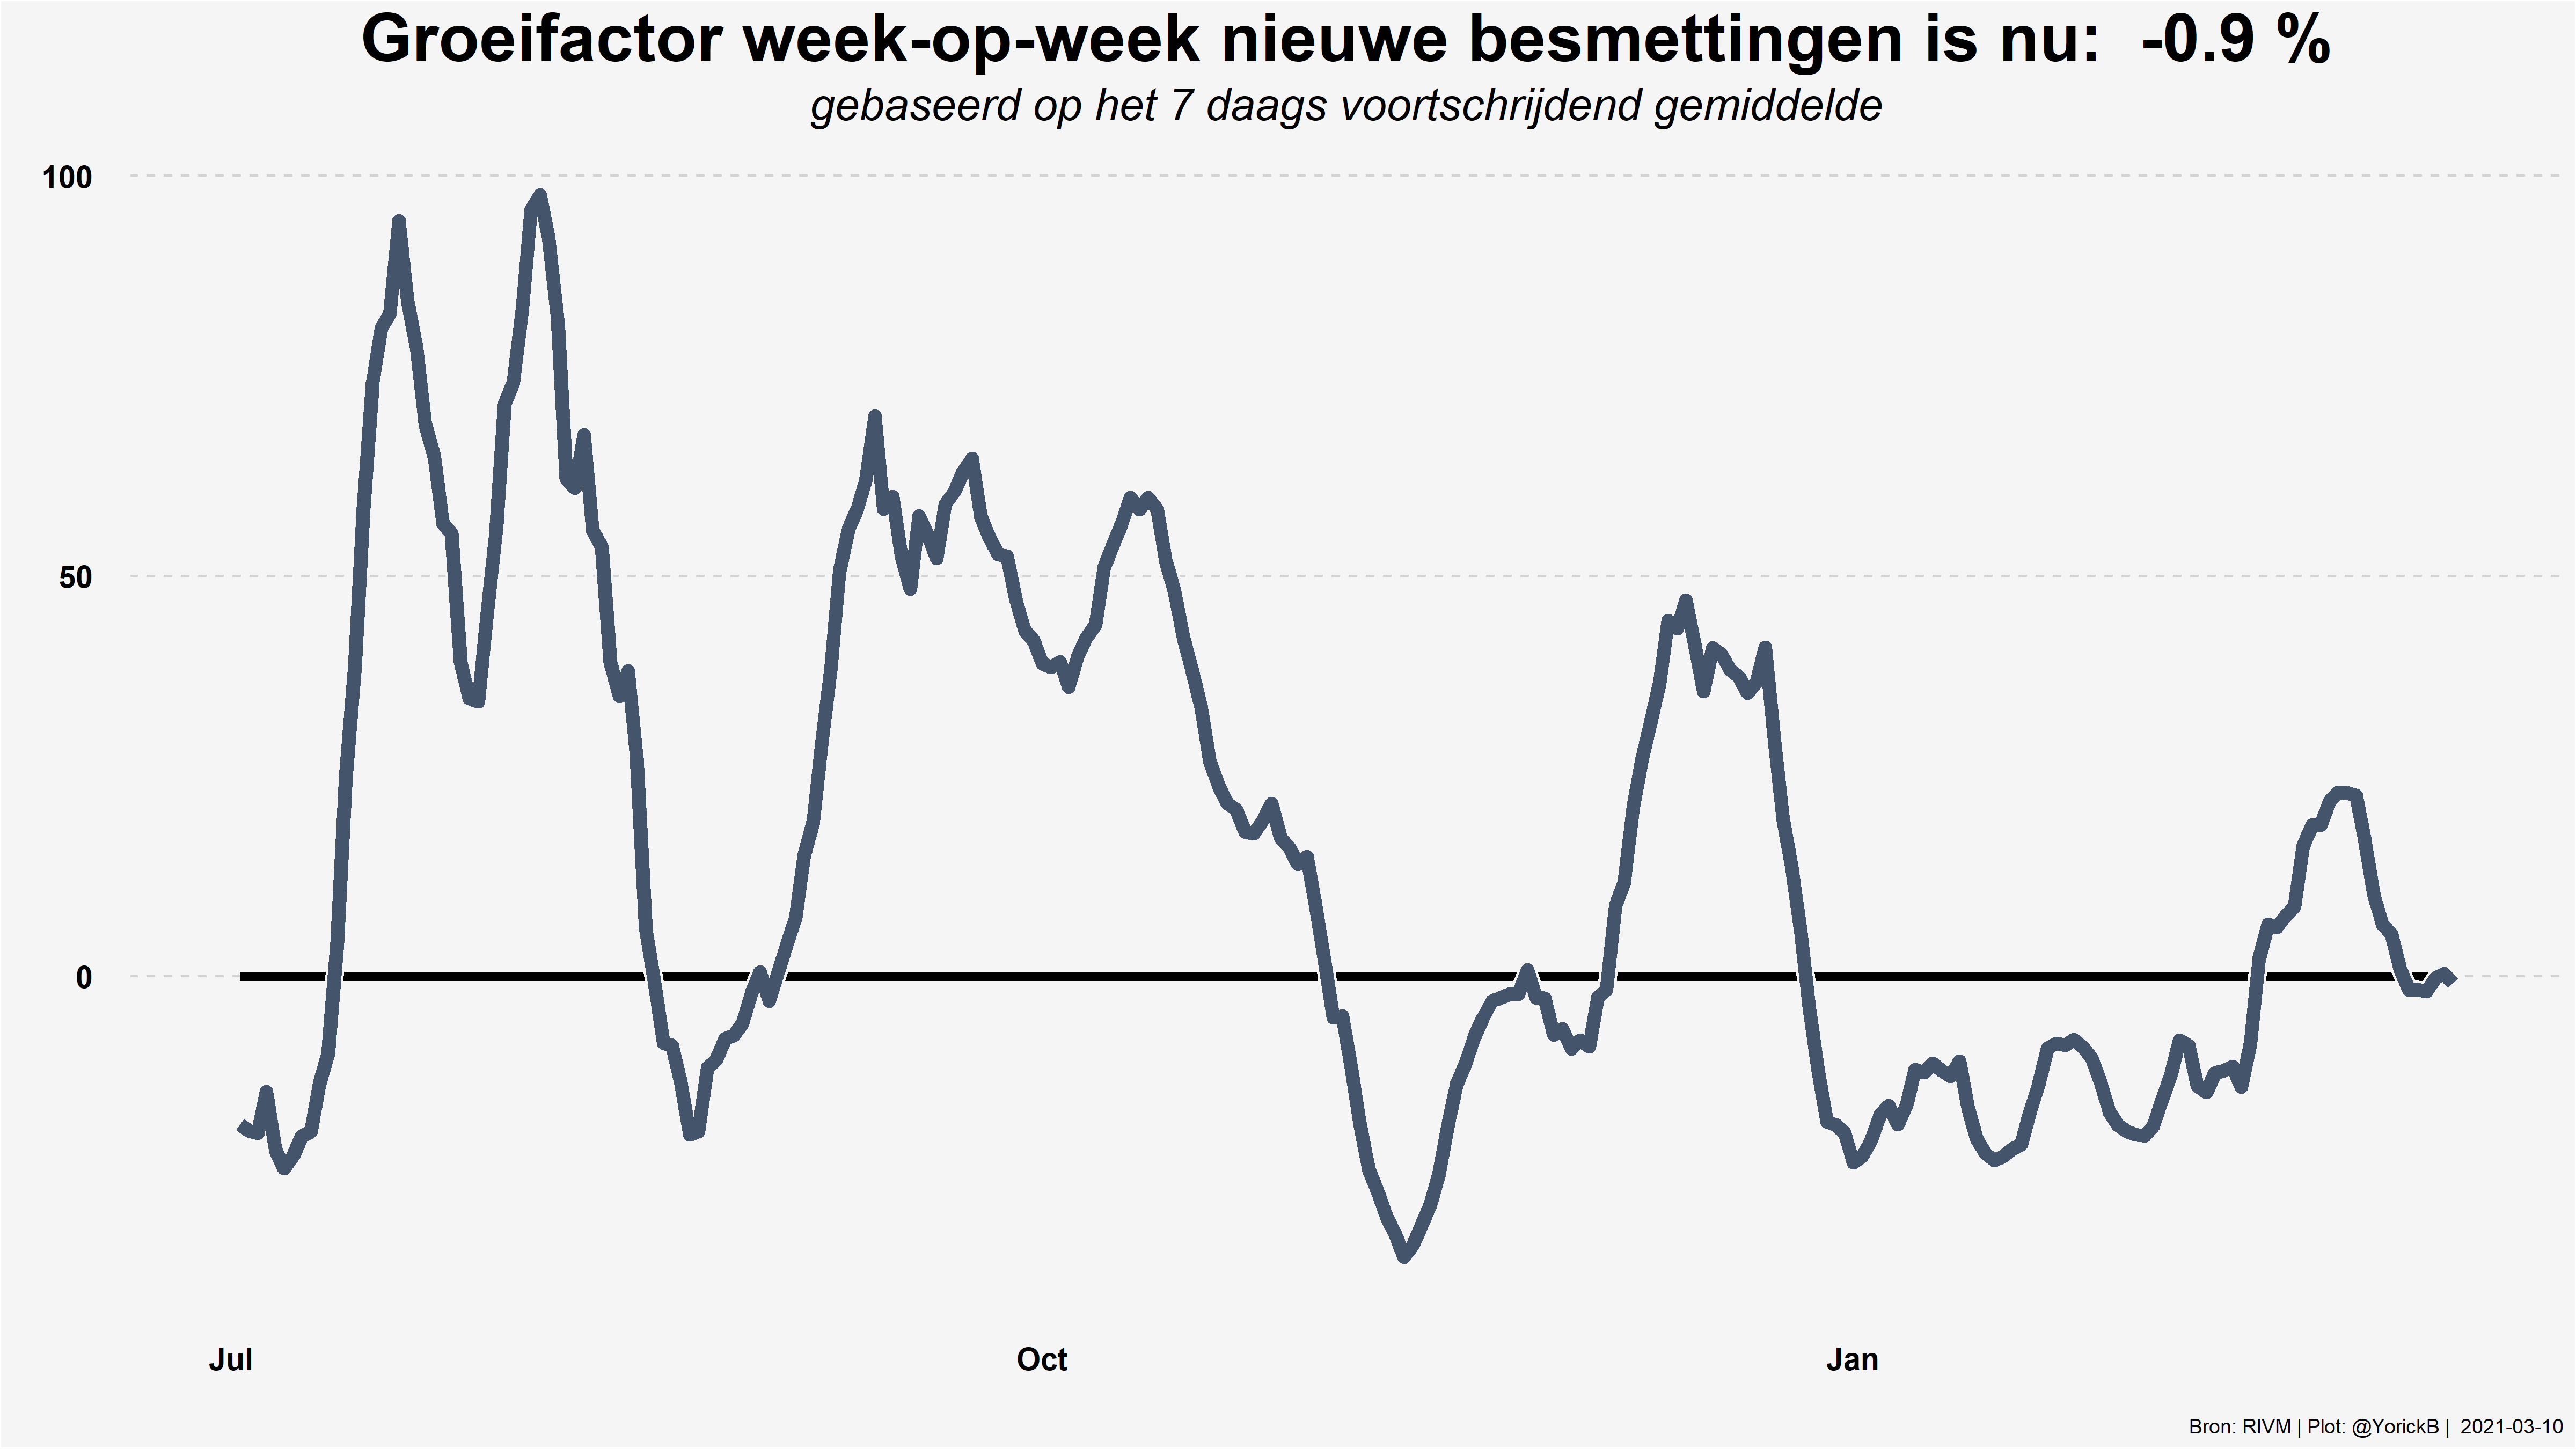 Groeifactor week-op-week nieuwe besmettingen is nu:  -0.9 %
gebaseerd op het 7 daags voortschrijdend gemiddelde
100
50
0
Jul Oct Jan
Bron: RIVM | Plot: @YorickB |  2021-03-10